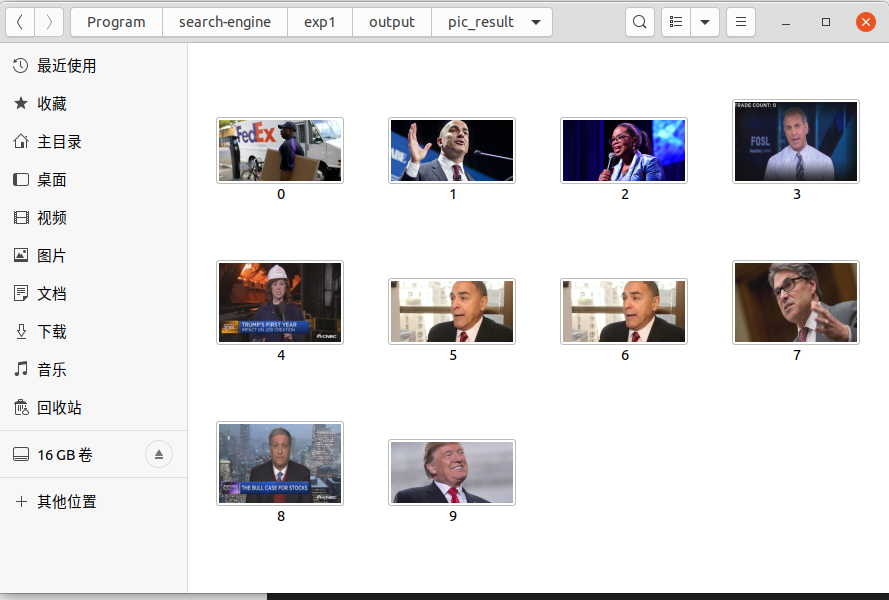 Program search-engine exp1 output pic_result
最近使用
收藏
主目录
桌面
视频
图片
文档
下载
音乐
回收站
16 GB 卷
其他位置
FedEx
0
1
2
TRADE COUNT: 0
FOSL
3
TRUMP'S FIRST YEAR
IMPACT ON JOB CREATION
CNBC
4
5
6
7
THE BULL CASE FOR STOCKS
CNBC
8
9